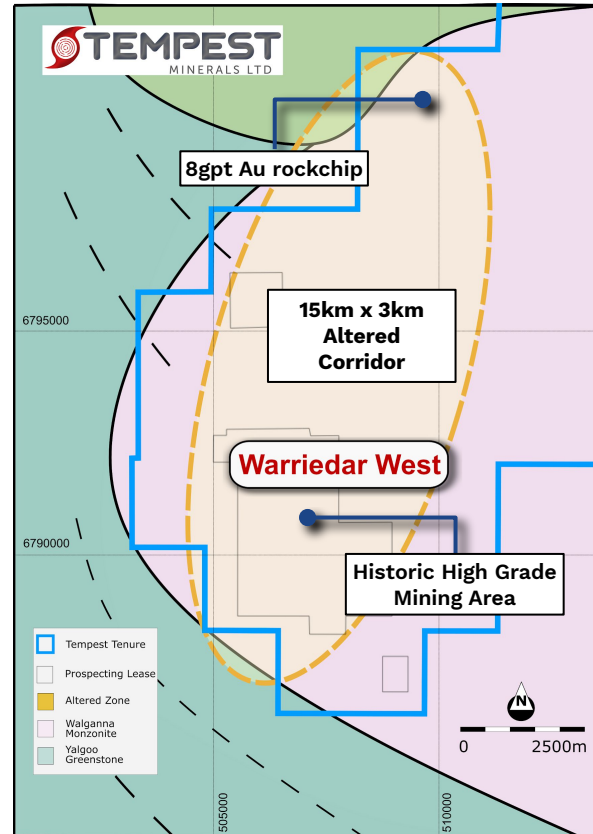 TEMPEST
MINERALS LTD
8gpt Au rockchip
6795000
15km x 3km
Altered
Corridor
Warriedar West
6790000
Historic High Grade
Mining Area
Tempest Tenure
Prospecting Lease
Altered Zone
Walganna
Monzonite
Yalgoo
Greenstone
N
0 2500m
505000
510000